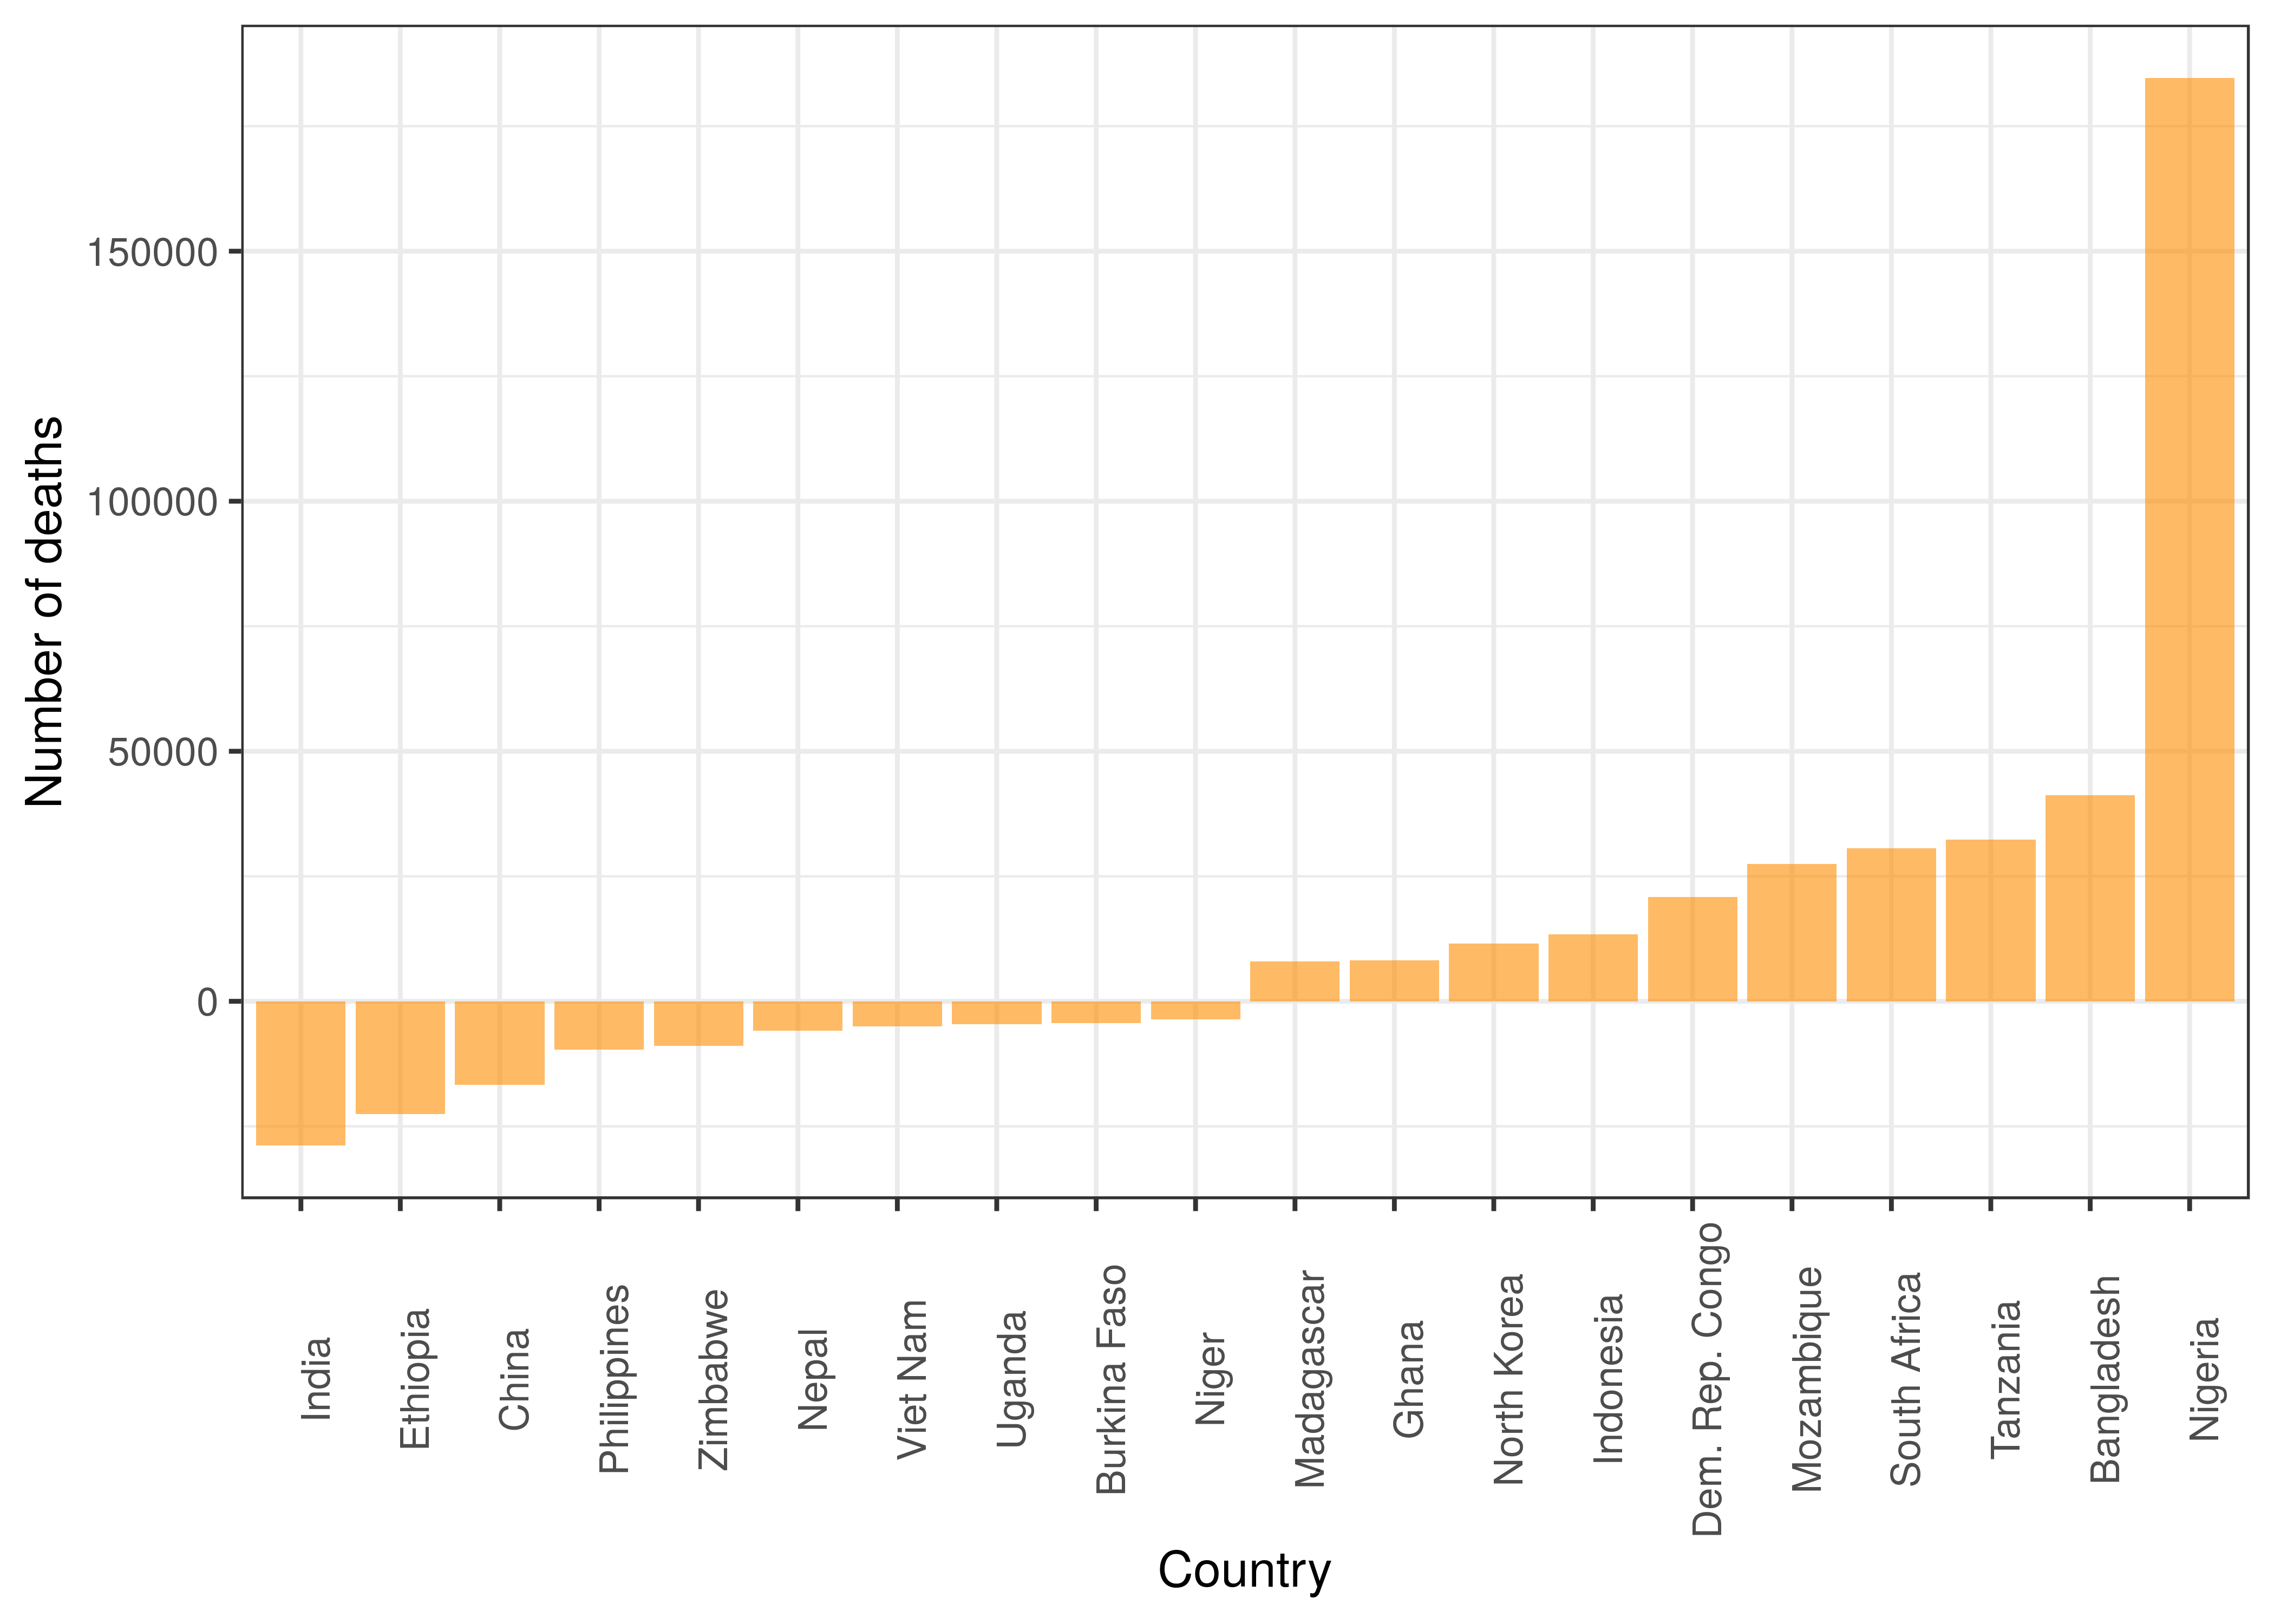 Number of deaths
150000
100000
50000
0
India
Ethiopia
China
Philippines
Zimbabwe
Nepal
Viet Nam
Uganda
Burkina Faso
Niger
Madagascar
Ghana
North Korea
Indonesia
Dem. Rep. Congo
Mozambique
South Africa
Tanzania
Bangladesh
Nigeria
Country